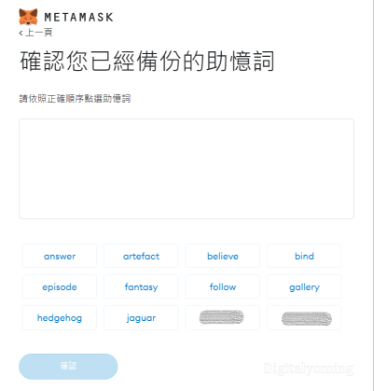 METAMASK
<上一頁
確認您已經備份的助憶詞
請依照正確順序點選助憶詞
answer artefact believe bind
episode fantasy follow gallery
hedgehog jaguar
確認
Digitalyoming